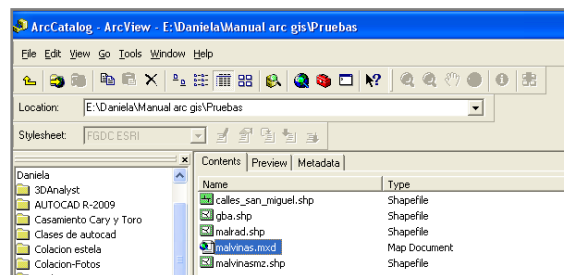 ArcCatalog - ArcView - E:\Daniela\Manual arc gis\Pruebas
File Edit View Go Tools Window Help
Location: E:\Daniela\Manual arc gis\Pruebas
Stylesheet: FGDC ESRI
Contents Preview Metadata
Daniela
3DAnalyst
AUTOCAD R-2009
Casamiento Cary y Toro
Clases de autocad
Colacion estela
Colacion-Fotos
Name Type
calles_san_miguel.shp Shapefile
gba.shp Shapefile
malrad.shp Shapefile
malvinas.mxd Map Document
malvinasmz.shp Shapefile